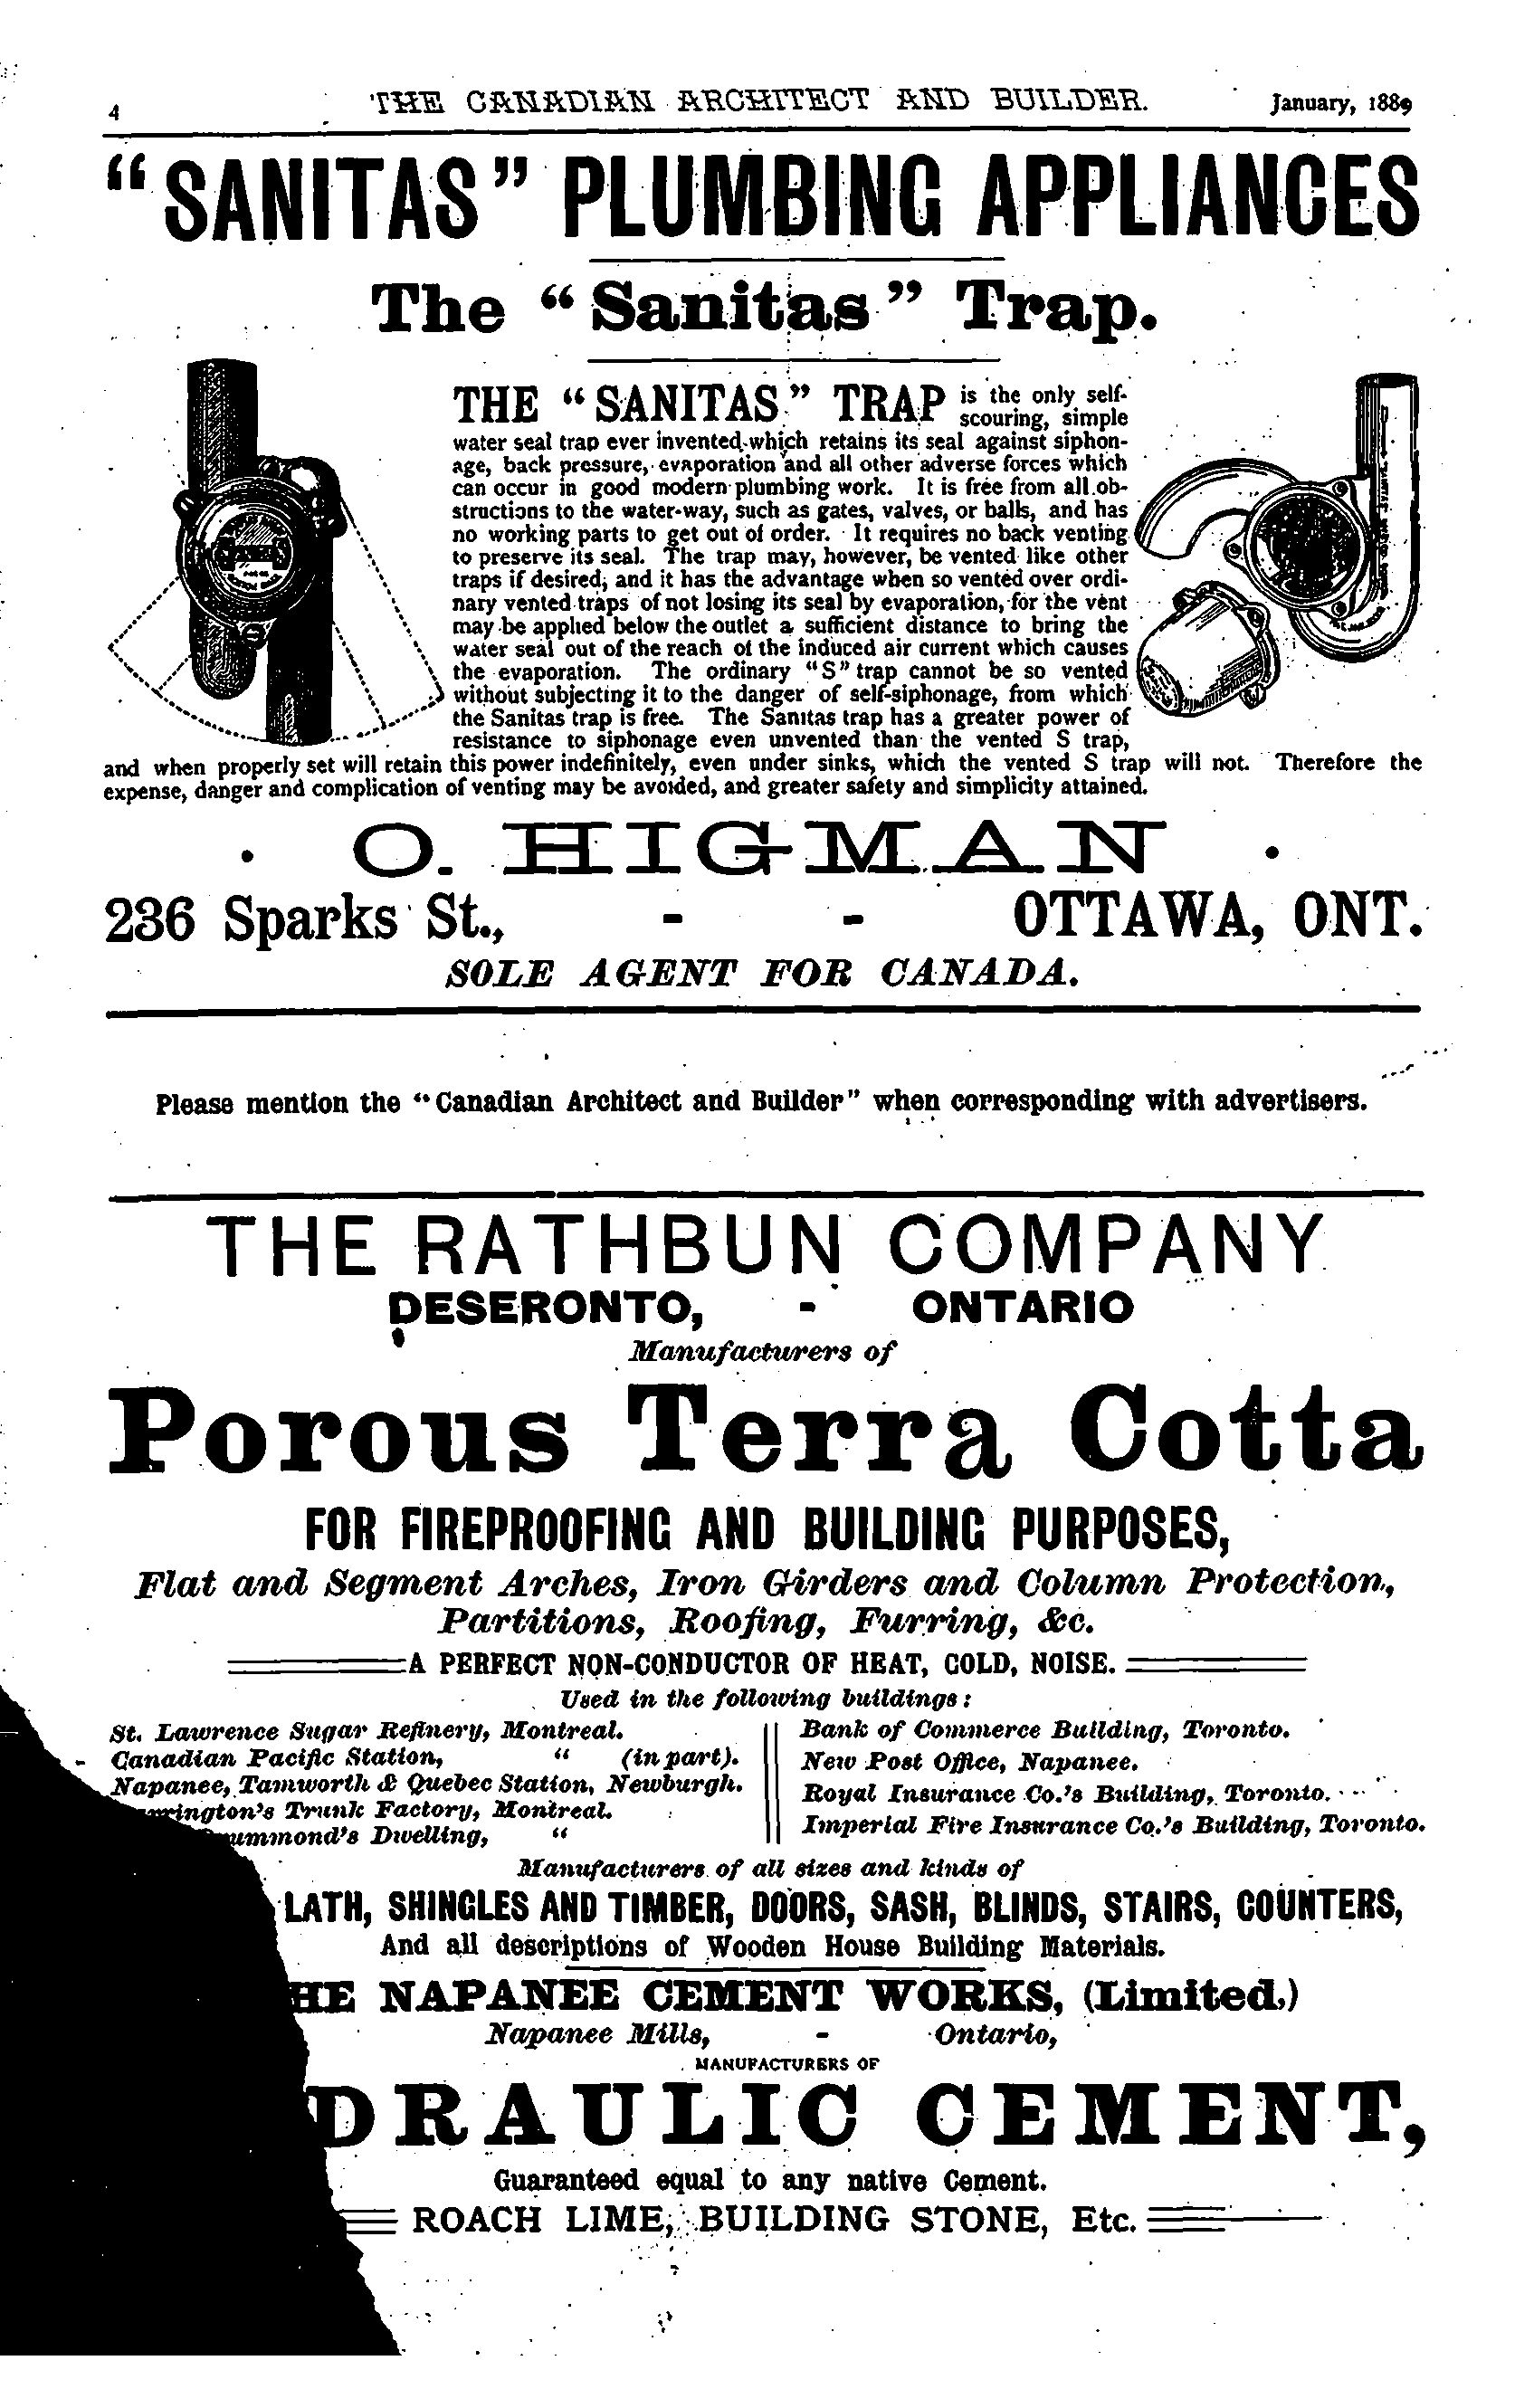 4 THE CANADIAN ARCHITECT AND BUILDER. January, 1889
"SANITAS" PLUMBING APPLIANCES
The "Sanitas" Trap.
THE "SANITAS" TRAP is the only self-
scouring, simple
water seal trap ever invented, which retains its seal against siphon-
age, back pressure, evaporation and all other adverse forces which
can occur in good modern plumbing work. It is free from all ob-
structions to the water-way, such as gates, valves, or balls, and has
no working parts to get out of order. It requires no back venting
to preserve its seal. The trap may, however, be vented like other
traps if desired; and it has the advantage when so vented over ordi-
nary vented traps of not losing its seal by evaporation, for the vent
may be applied below the outlet a sufficient distance to bring the
water seal out of the reach of the induced air current which causes
the evaporation. The ordinary "S" trap cannot be so vented
without subjecting it to the danger of self-siphonage, from which
the Sanitas trap is free. The Sanitas trap has a greater power of
resistance to siphonage even unvented than the vented S trap,
and when properly set will retain this power indefinitely, even under sinks, which the vented S trap will not. Therefore the
expense, danger and complication of venting may be avoided, and greater safety and simplicity attained.
O. HIGMAN
236 Sparks St., - - OTTAWA, ONT.
SOLE AGENT FOR CANADA.
Please mention the "Canadian Architect and Builder" when corresponding with advertisers.
THE RATHBUN COMPANY
DESERONTO, - ONTARIO
Manufacturers of
Porous Terra Cotta
FOR FIREPROOFING AND BUILDING PURPOSES,
Flat and Segment Arches, Iron Girders and Column Protection,
Partitions, Roofing, Furring, &c.
A PERFECT NON-CONDUCTOR OF HEAT, COLD, NOISE.
Used in the following buildings:
St. Lawrence Sugar Refinery, Montreal.
Canadian Pacific Station, " (in part).
Napanee, Tamworth & Quebec Station, Newburgh.
rington's Trunk Factory, Montreal.
ummond's Dwelling, "
Bank of Commerce Building, Toronto.
New Post Office, Napanee.
Royal Insurance Co.'s Building, Toronto.
Imperial Fire Insurance Co.'s Building, Toronto.
Manufacturers of all sizes and kinds of
LATH, SHINGLES AND TIMBER, DOORS, SASH, BLINDS, STAIRS, COUNTERS,
And all descriptions of Wooden House Building Materials.
HE NAPANEE CEMENT WORKS, (Limited,)
Napanee Mills, - Ontario,
MANUFACTURERS OF
DRAULIC CEMENT,
Guaranteed equal to any native Cement.
ROACH LIME, BUILDING STONE, Etc.